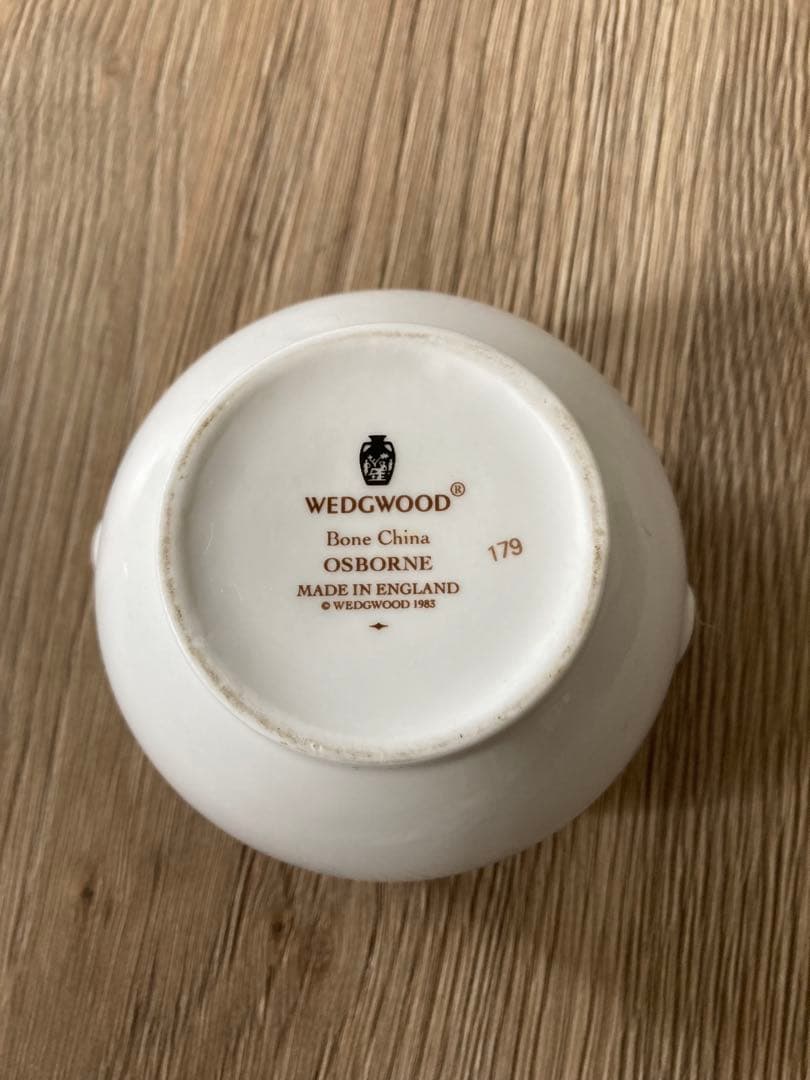 WEDGWOOD®
Bone China
OSBORNE
179
MADE IN ENGLAND
© WEDGWOOD 1983